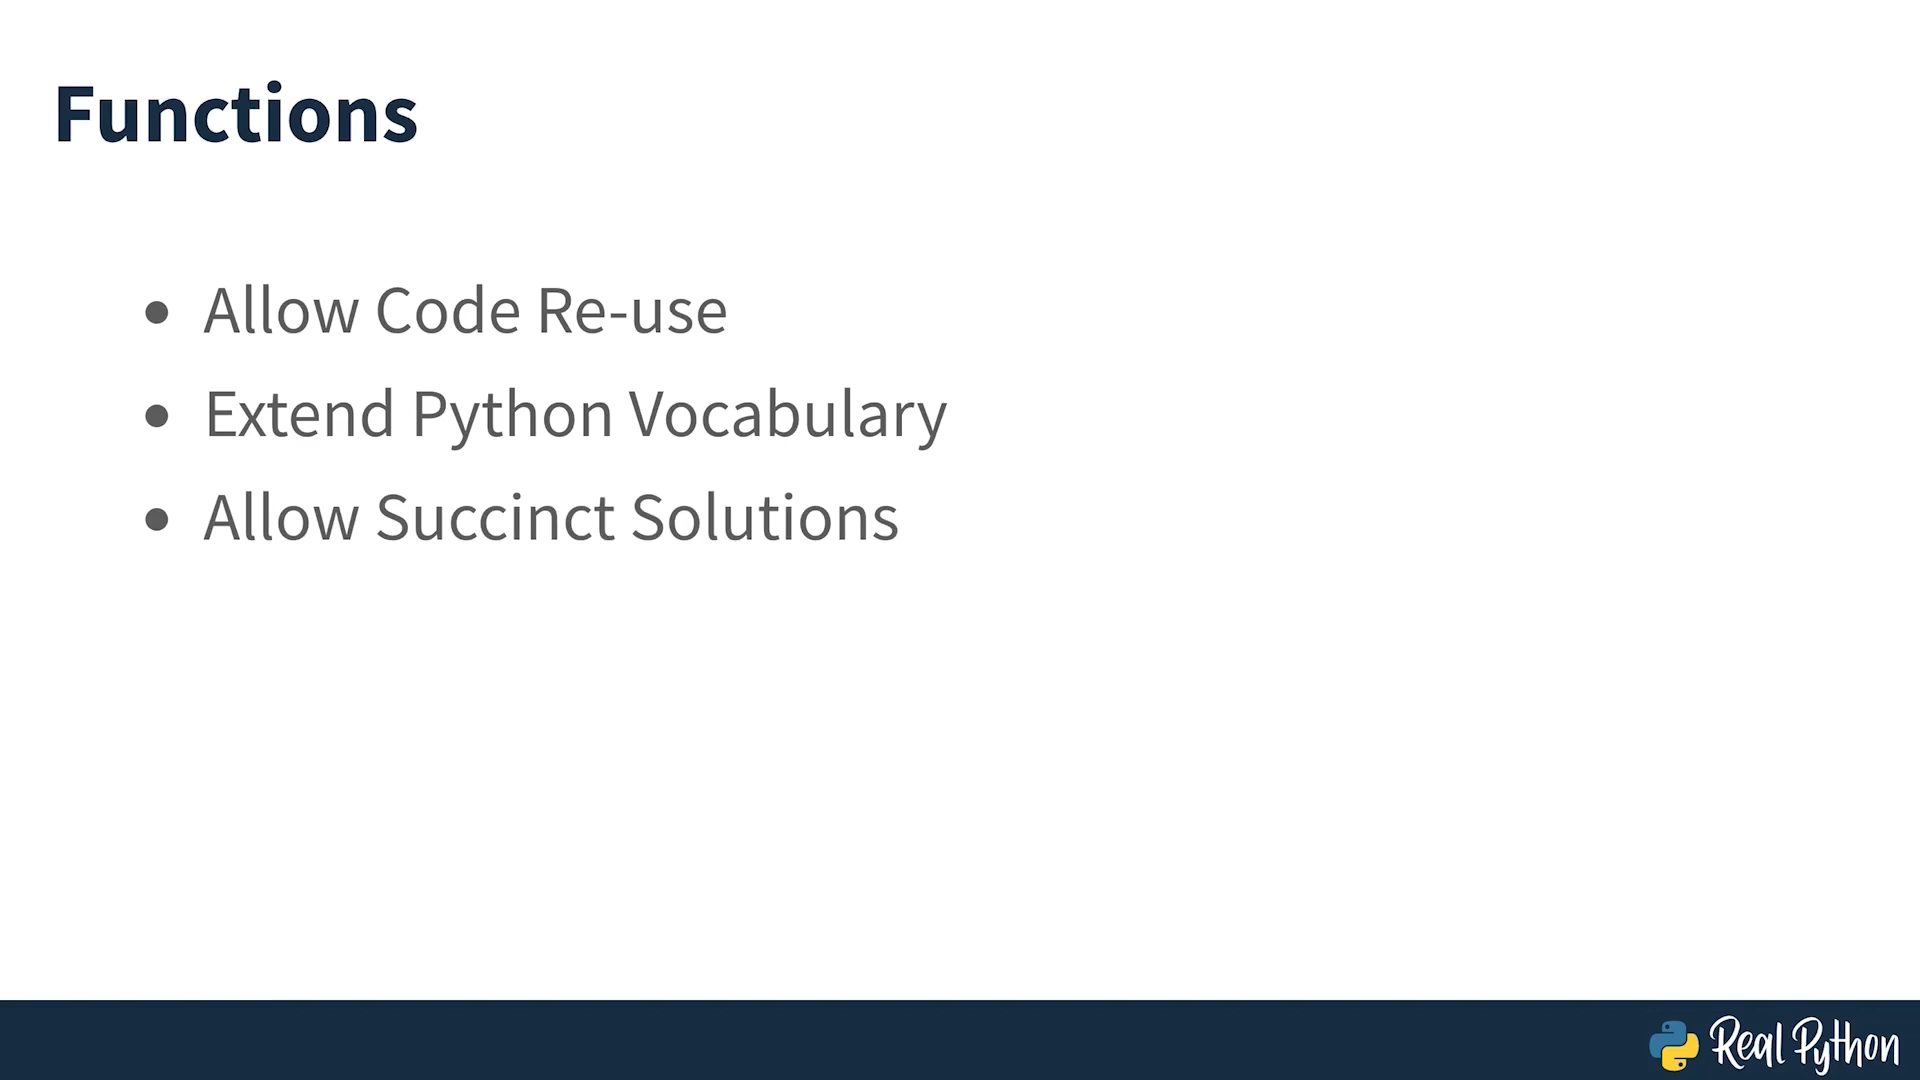 Functions
• Allow Code Re-use
• Extend Python Vocabulary
• Allow Succinct Solutions
Real Python